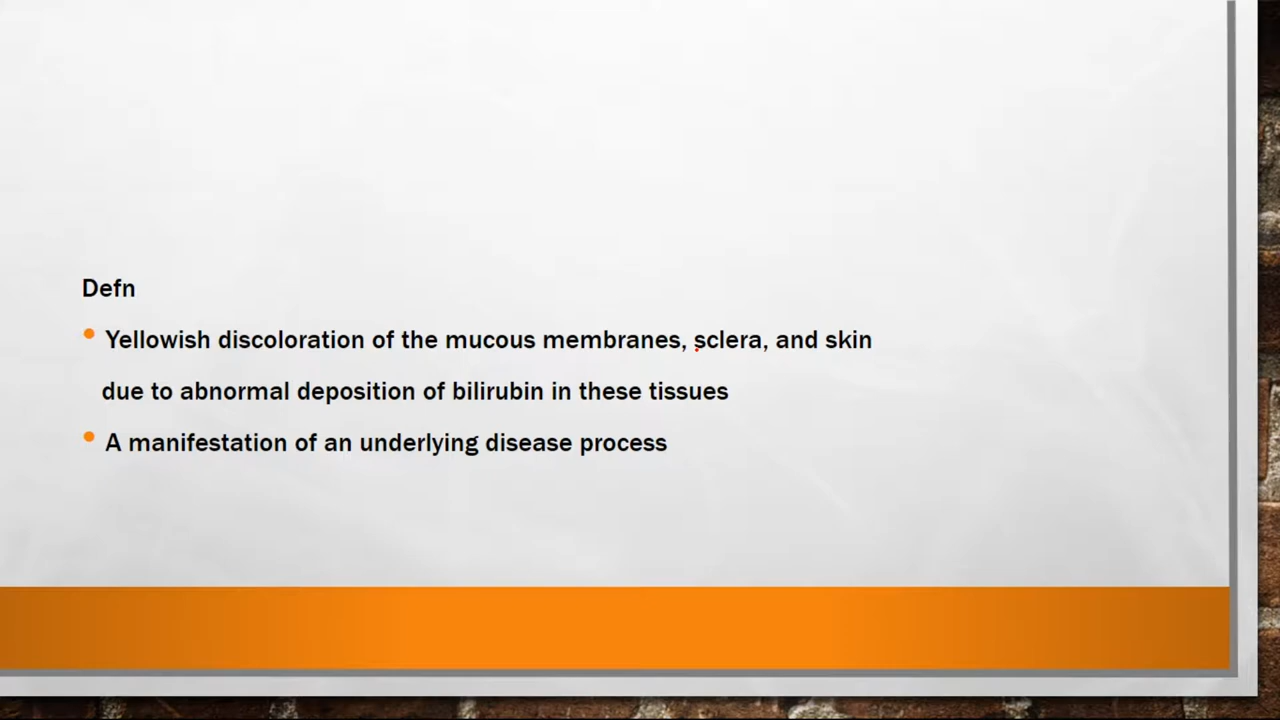 Defn
• Yellowish discoloration of the mucous membranes, sclera, and skin
due to abnormal deposition of bilirubin in these tissues
• A manifestation of an underlying disease process